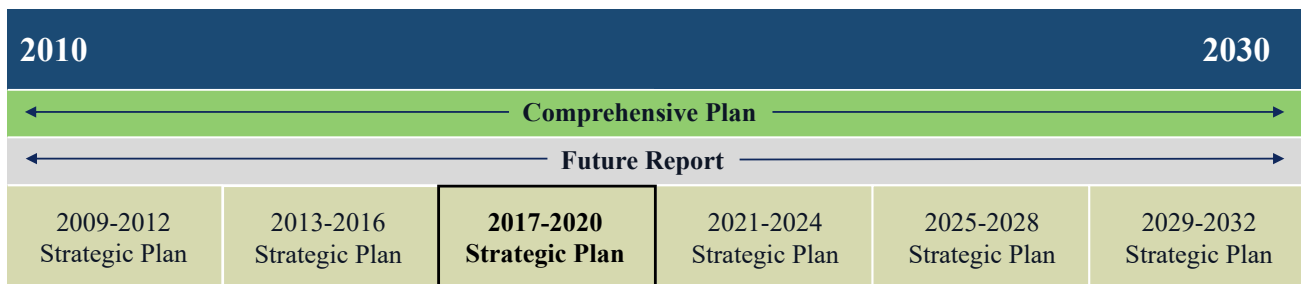 2010 2030
Comprehensive Plan
Future Report
2009-2012 2013-2016 2017-2020 2021-2024 2025-2028 2029-2032
Strategic Plan Strategic Plan Strategic Plan Strategic Plan Strategic Plan Strategic Plan